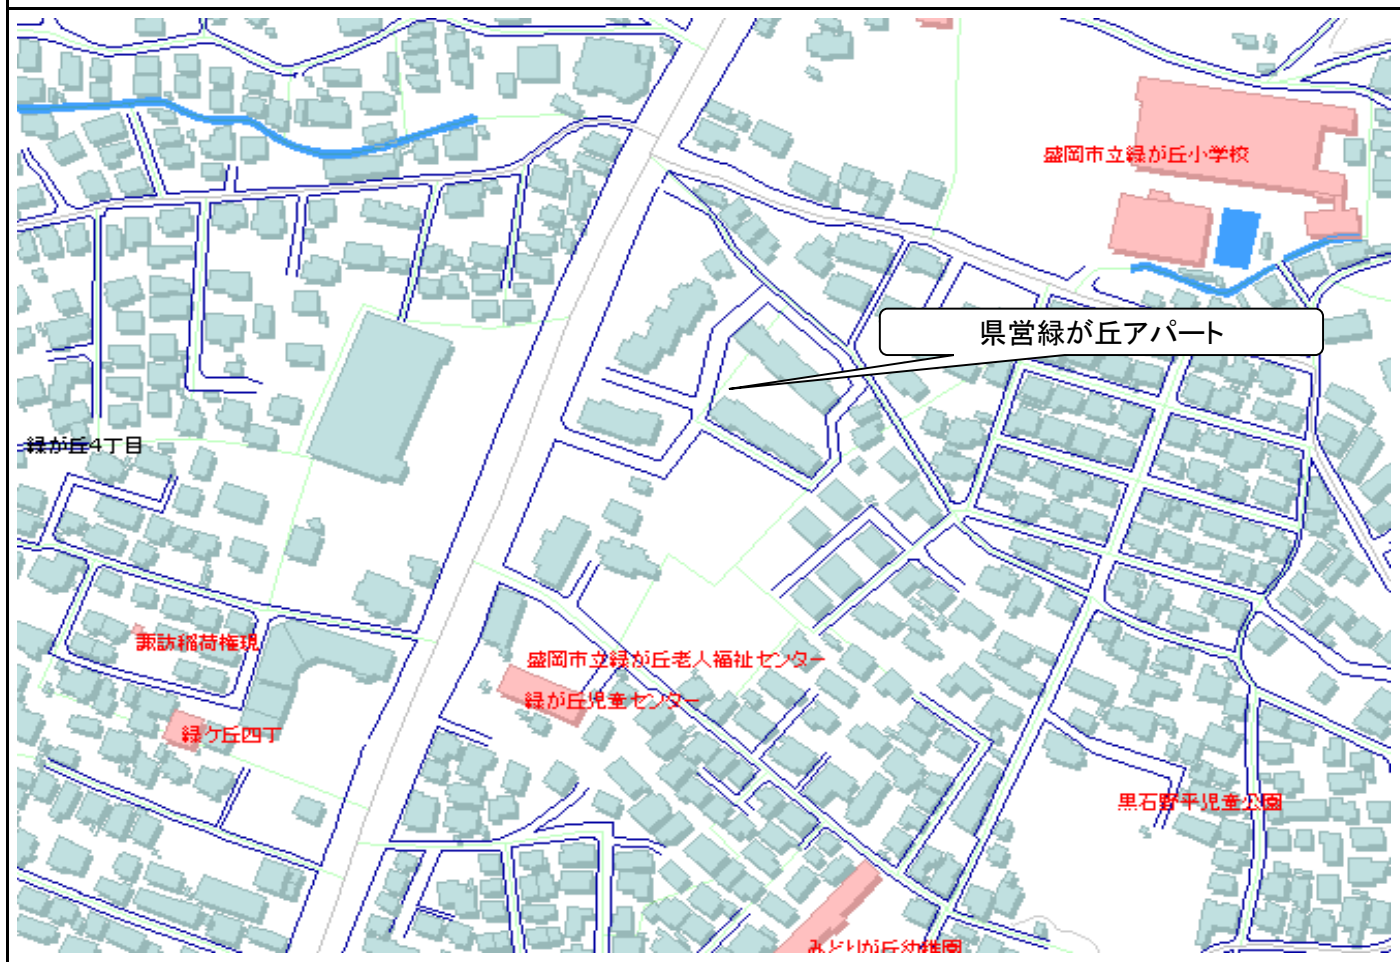 盛岡市立緑が丘小学校
県営緑が丘アパート
緑が丘4丁目
諏訪稲荷権現
盛岡市立緑が丘老人福祉センター
緑が丘児童センター
緑ケ丘四丁
黒石野平児童公園
みどりが丘幼稚園